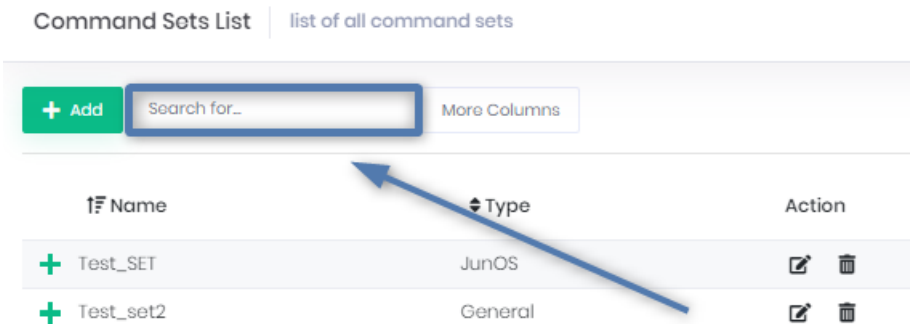 Command Sets List list of all command sets
+ Add Search for... More Columns
Name Type Action
Test_SET JunOS
Test_set2 General